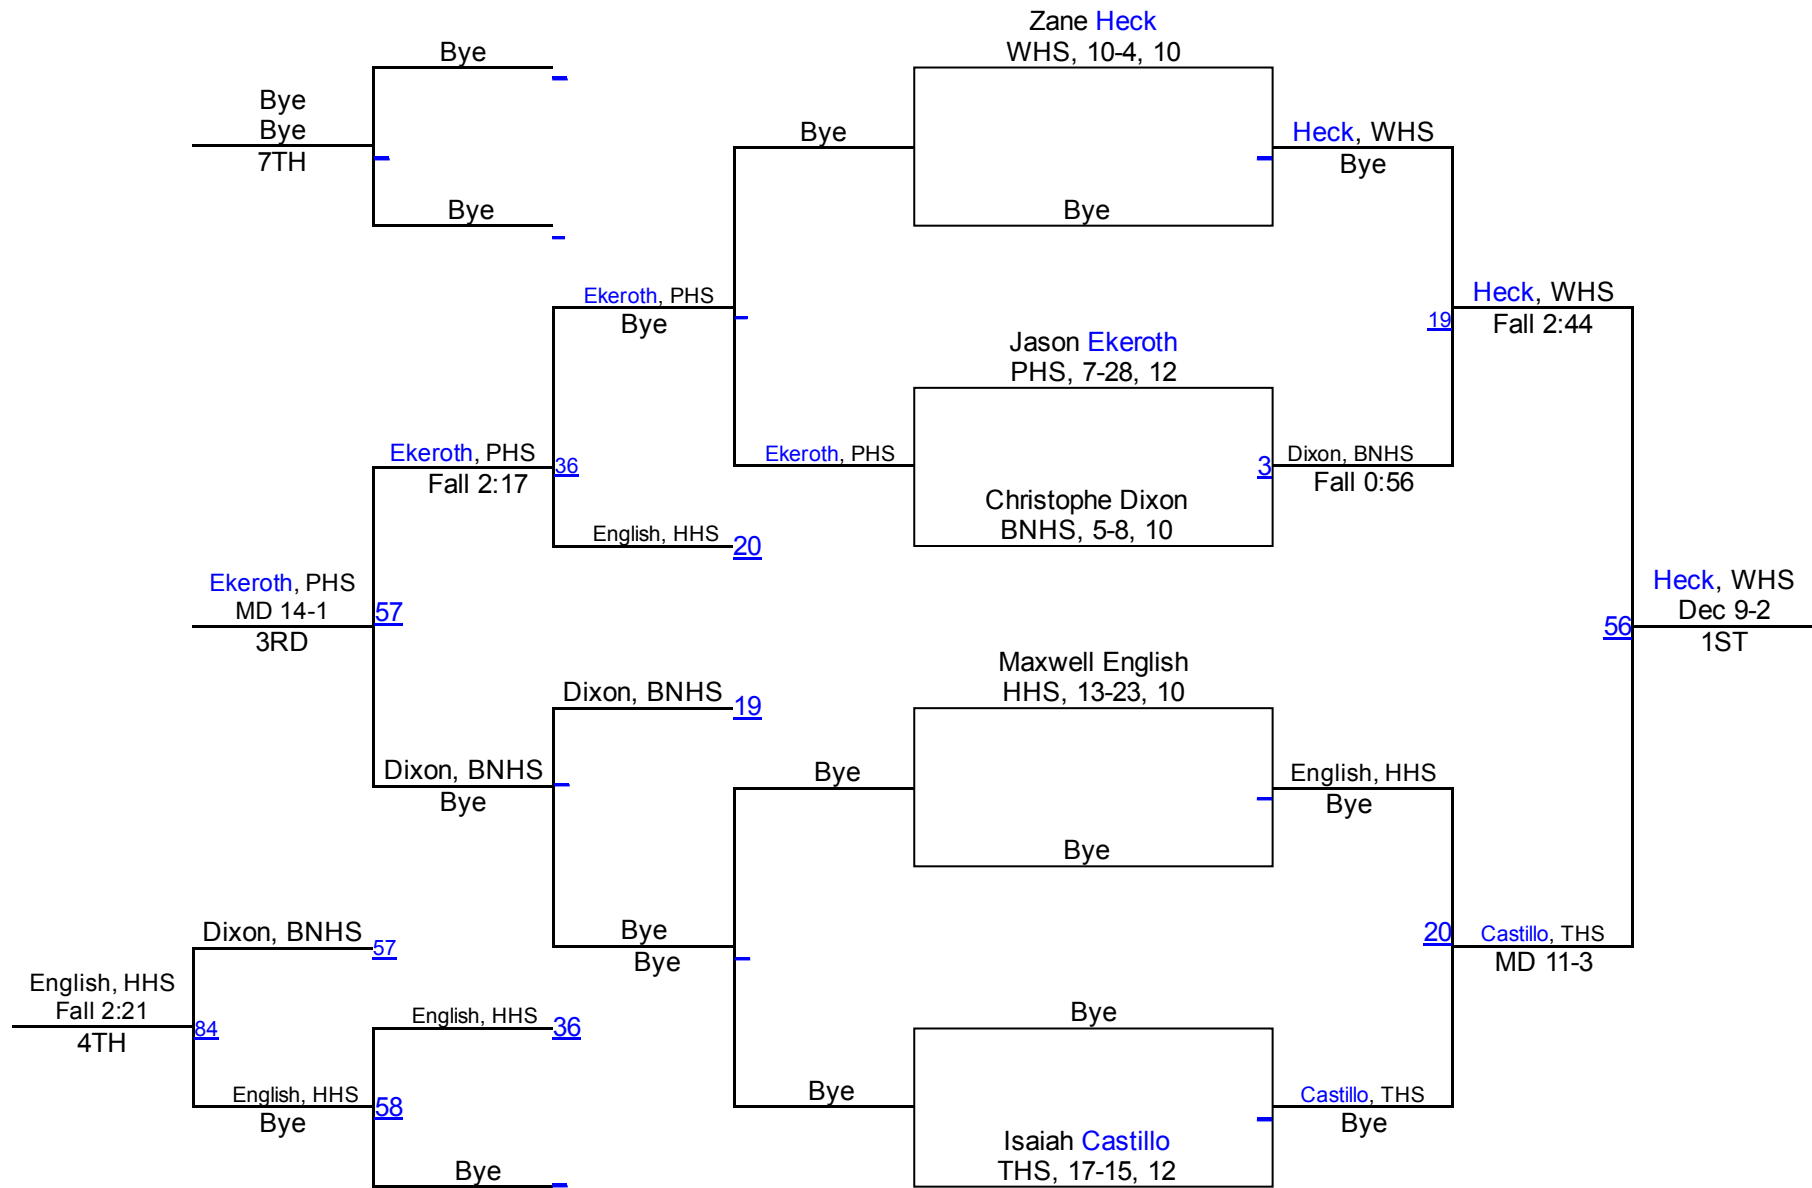 Zane Heck
WHS, 10-4, 10
Bye
Bye
Bye
7TH
Bye
Heck, WHS
Bye
Bye
Bye
Ekeroth, PHS
Bye
Heck, WHS
19
Fall 2:44
Jason Ekeroth
PHS, 7-28, 12
Ekeroth, PHS
36
Fall 2:17
Ekeroth, PHS
3
Dixon, BNHS
Fall 0:56
Christophe Dixon
BNHS, 5-8, 10
English, HHS
20
Ekeroth, PHS
MD 14-1
57
3RD
Heck, WHS
Dec 9-2
56
1ST
Maxwell English
HHS, 13-23, 10
Dixon, BNHS
19
Dixon, BNHS
Bye
Bye
English, HHS
Bye
Bye
Dixon, BNHS
57
Bye
Bye
20
Castillo, THS
MD 11-3
English, HHS
Fall 2:21
84
4TH
English, HHS
36
Bye
English, HHS
58
Bye
Bye
Castillo, THS
Bye
Isaiah Castillo
THS, 17-15, 12
Bye